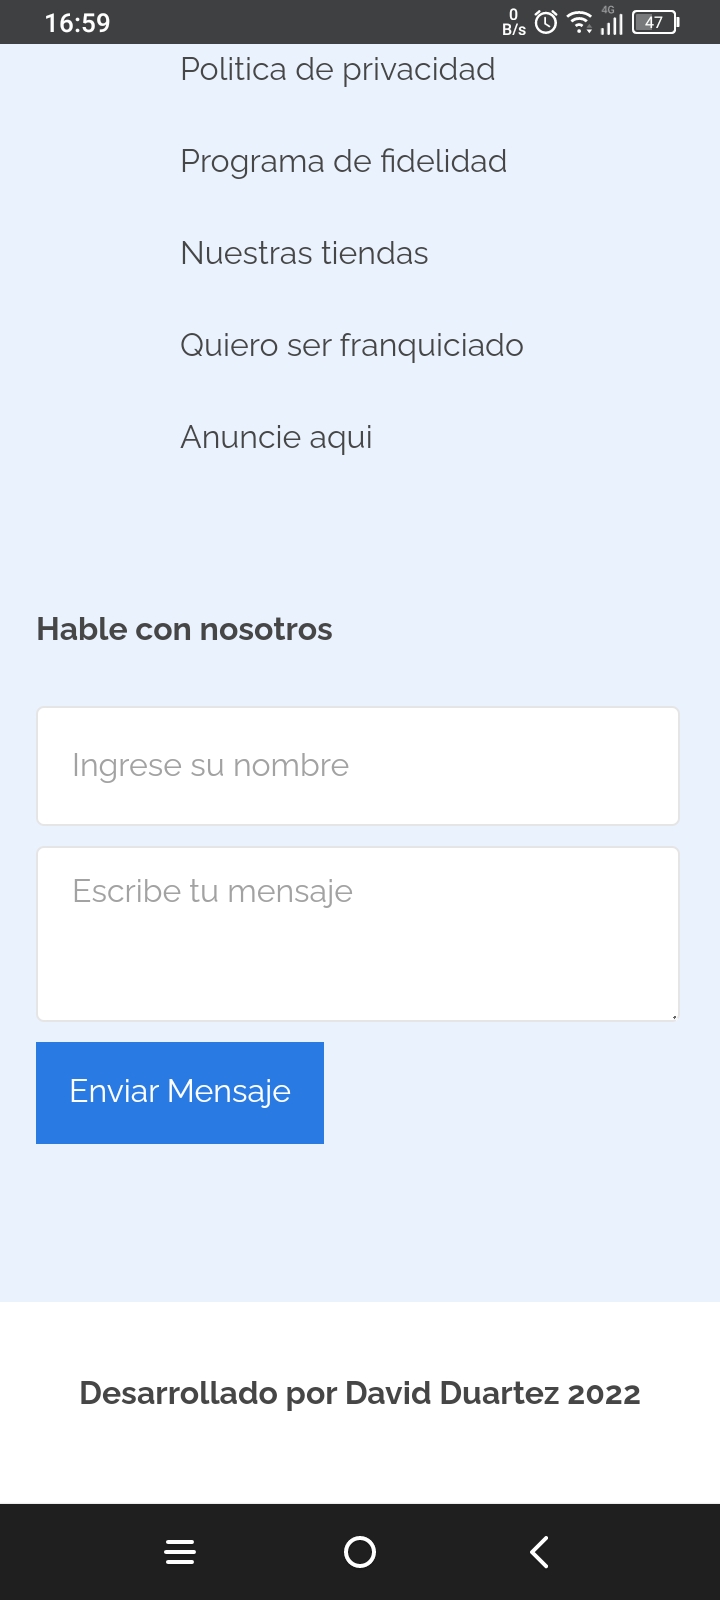 16:59
0
B/s
4G
47
Politica de privacidad
Programa de fidelidad
Nuestras tiendas
Quiero ser franquiciado
Anuncie aqui
Hable con nosotros
Ingrese su nombre
Escribe tu mensaje
Enviar Mensaje
Desarrollado por David Duartez 2022